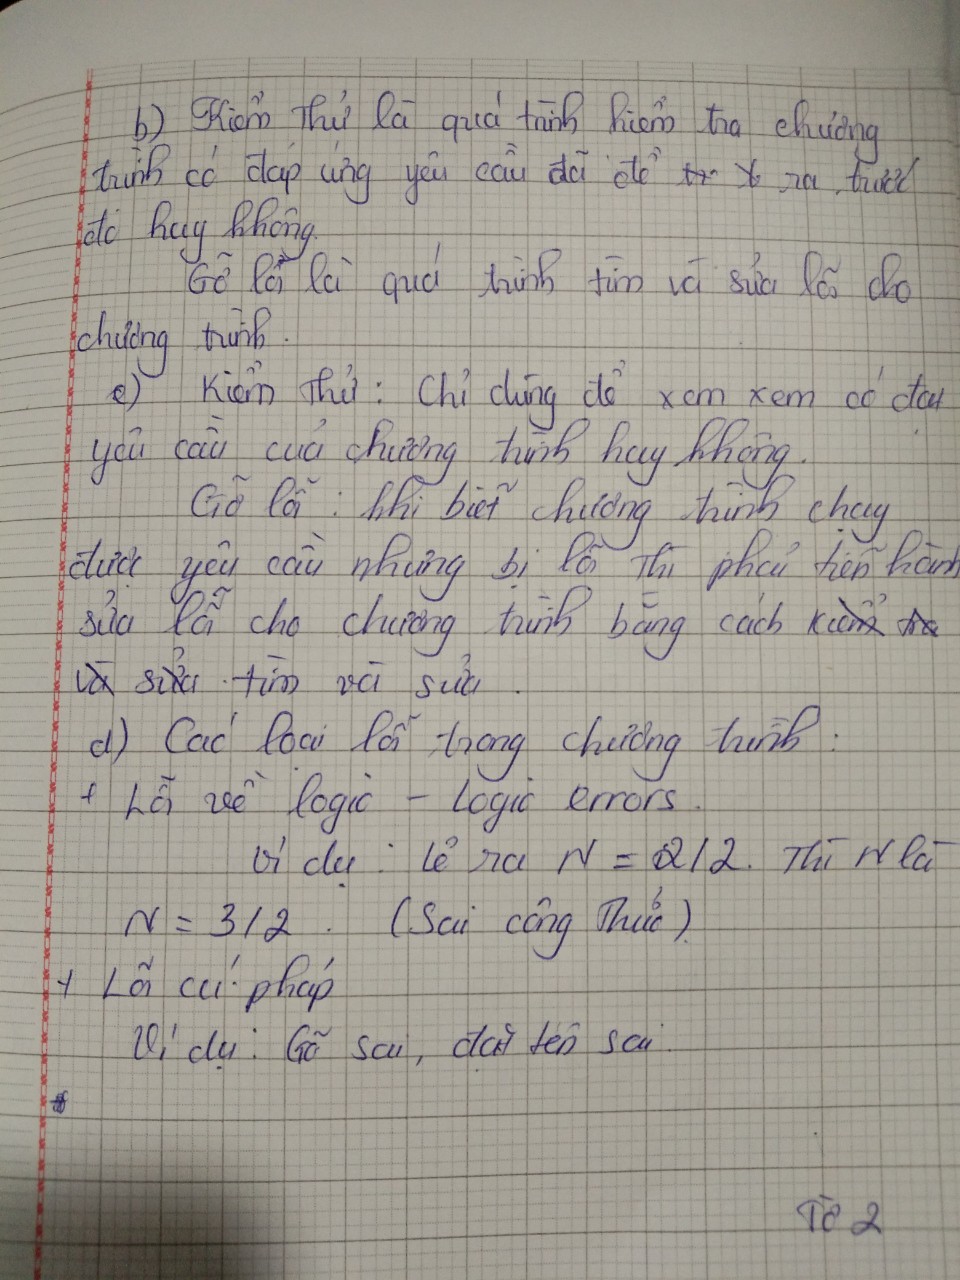 b) Kiểm thử là quá trình kiểm tra chương
trình có đáp ứng yêu cầu đã đề ra trước
đó hay không.
Gỡ lỗi là quá trình tìm và sửa lỗi cho
chương trình.
c) Kiểm thử: Chỉ dùng để xem xem có đạt
yêu cầu của chương trình hay không.
Gỡ lỗi: khi biết chương trình chạy
được yêu cầu nhưng bị lỗi thì phải tiến hành
sửa lỗi cho chương trình bằng cách kiểm tra
và sửa tìm và sửa.
d) Các loại lỗi trong chương trình:
+ Lỗi về logic - Logic errors.
Ví dụ: Lẽ ra N = 2/2. Thì N là
N = 3/2. (Sai công thức)
+ Lỗi cú pháp
Ví dụ: Gõ sai, đặt tên sai.
Tờ 2